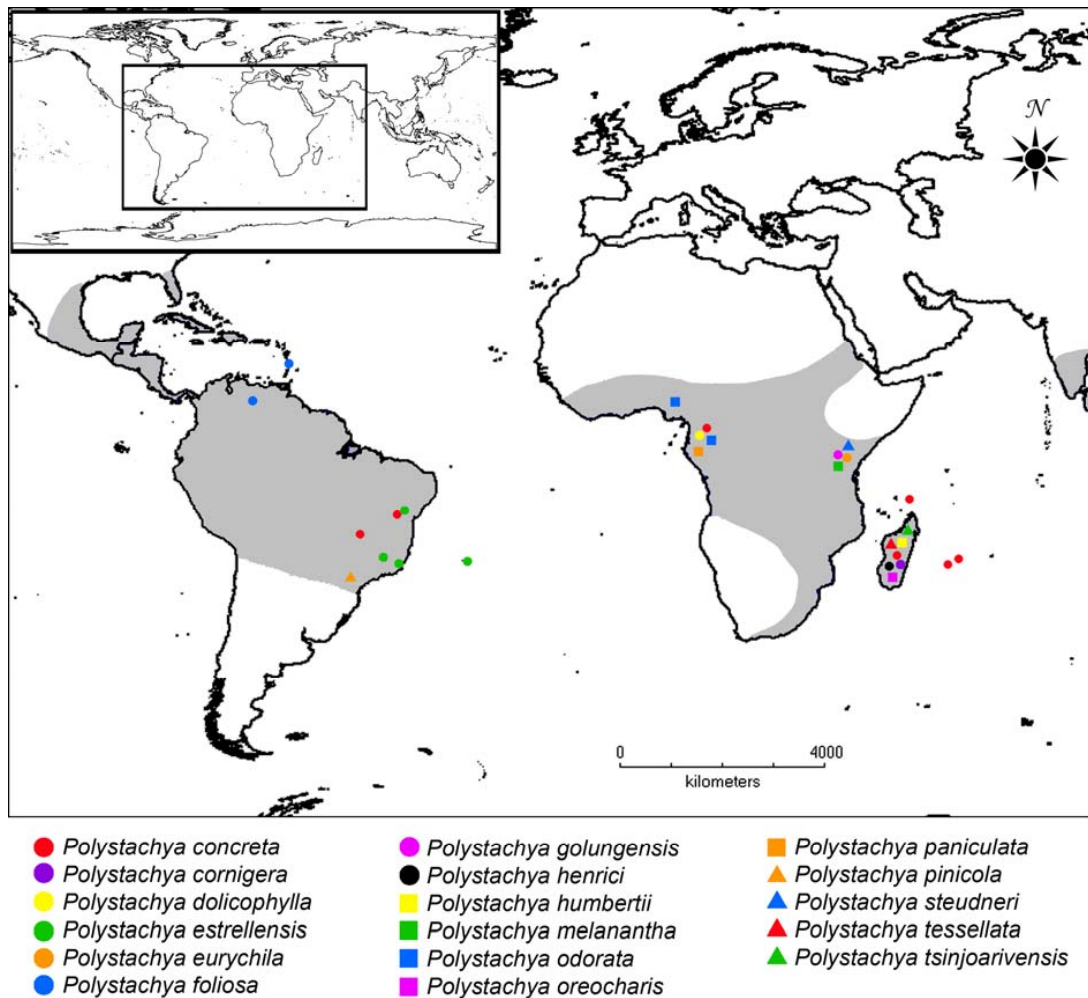 N
0 4000
kilometers
Polystachya concreta
Polystachya cornigera
Polystachya dolicophylla
Polystachya estrellensis
Polystachya eurychila
Polystachya foliosa
Polystachya golungensis
Polystachya henrici
Polystachya humbertii
Polystachya melanantha
Polystachya odorata
Polystachya oreocharis
Polystachya paniculata
Polystachya pinicola
Polystachya steudneri
Polystachya tessellata
Polystachya tsinjoarivensis